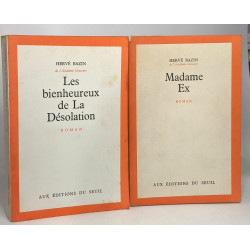 HERVÉ BAZIN
de l'Académie Goncourt
Les
bienheureux
de La
Désolation
ROMAN
AUX ÉDITIONS DU SEUIL
HERVÉ BAZIN
de l'Académie Goncourt
Madame
Ex
ROMAN
AUX ÉDITIONS DU SEUIL